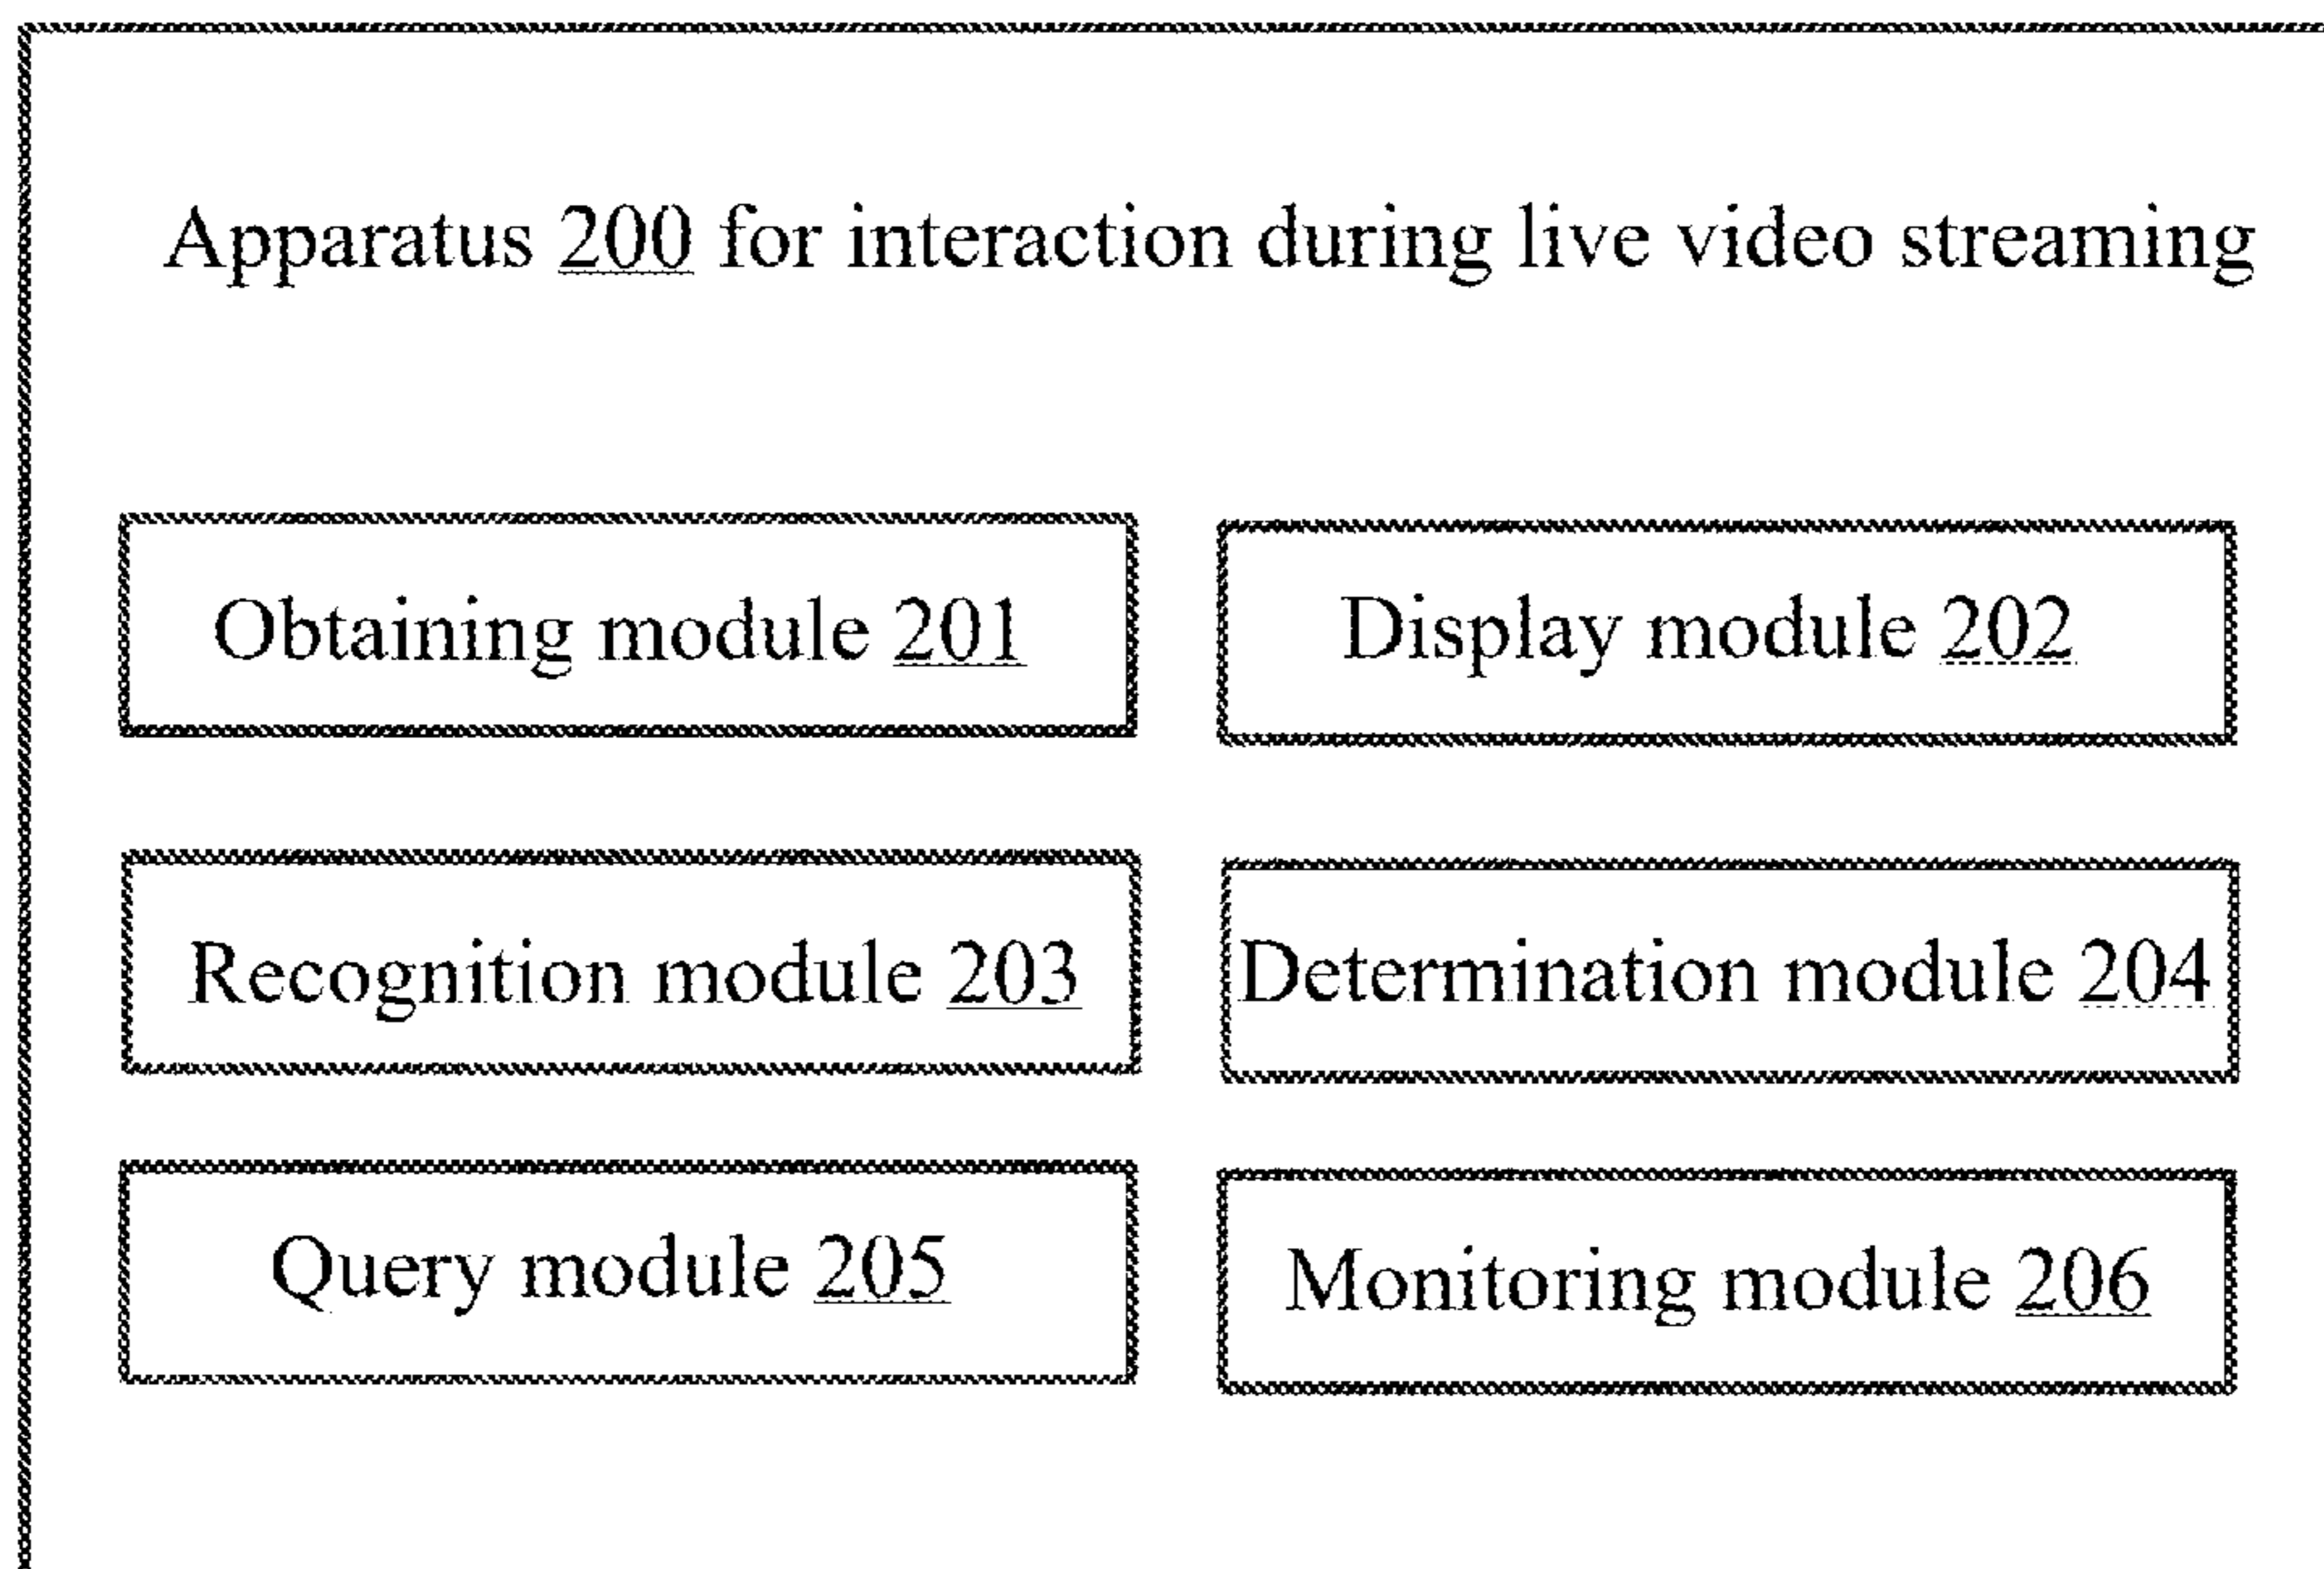 Apparatus 200 for interaction during live video streaming
Obtaining module 201
Display module 202
Recognition module 203
Determination module 204
Query module 205
Monitoring module 206